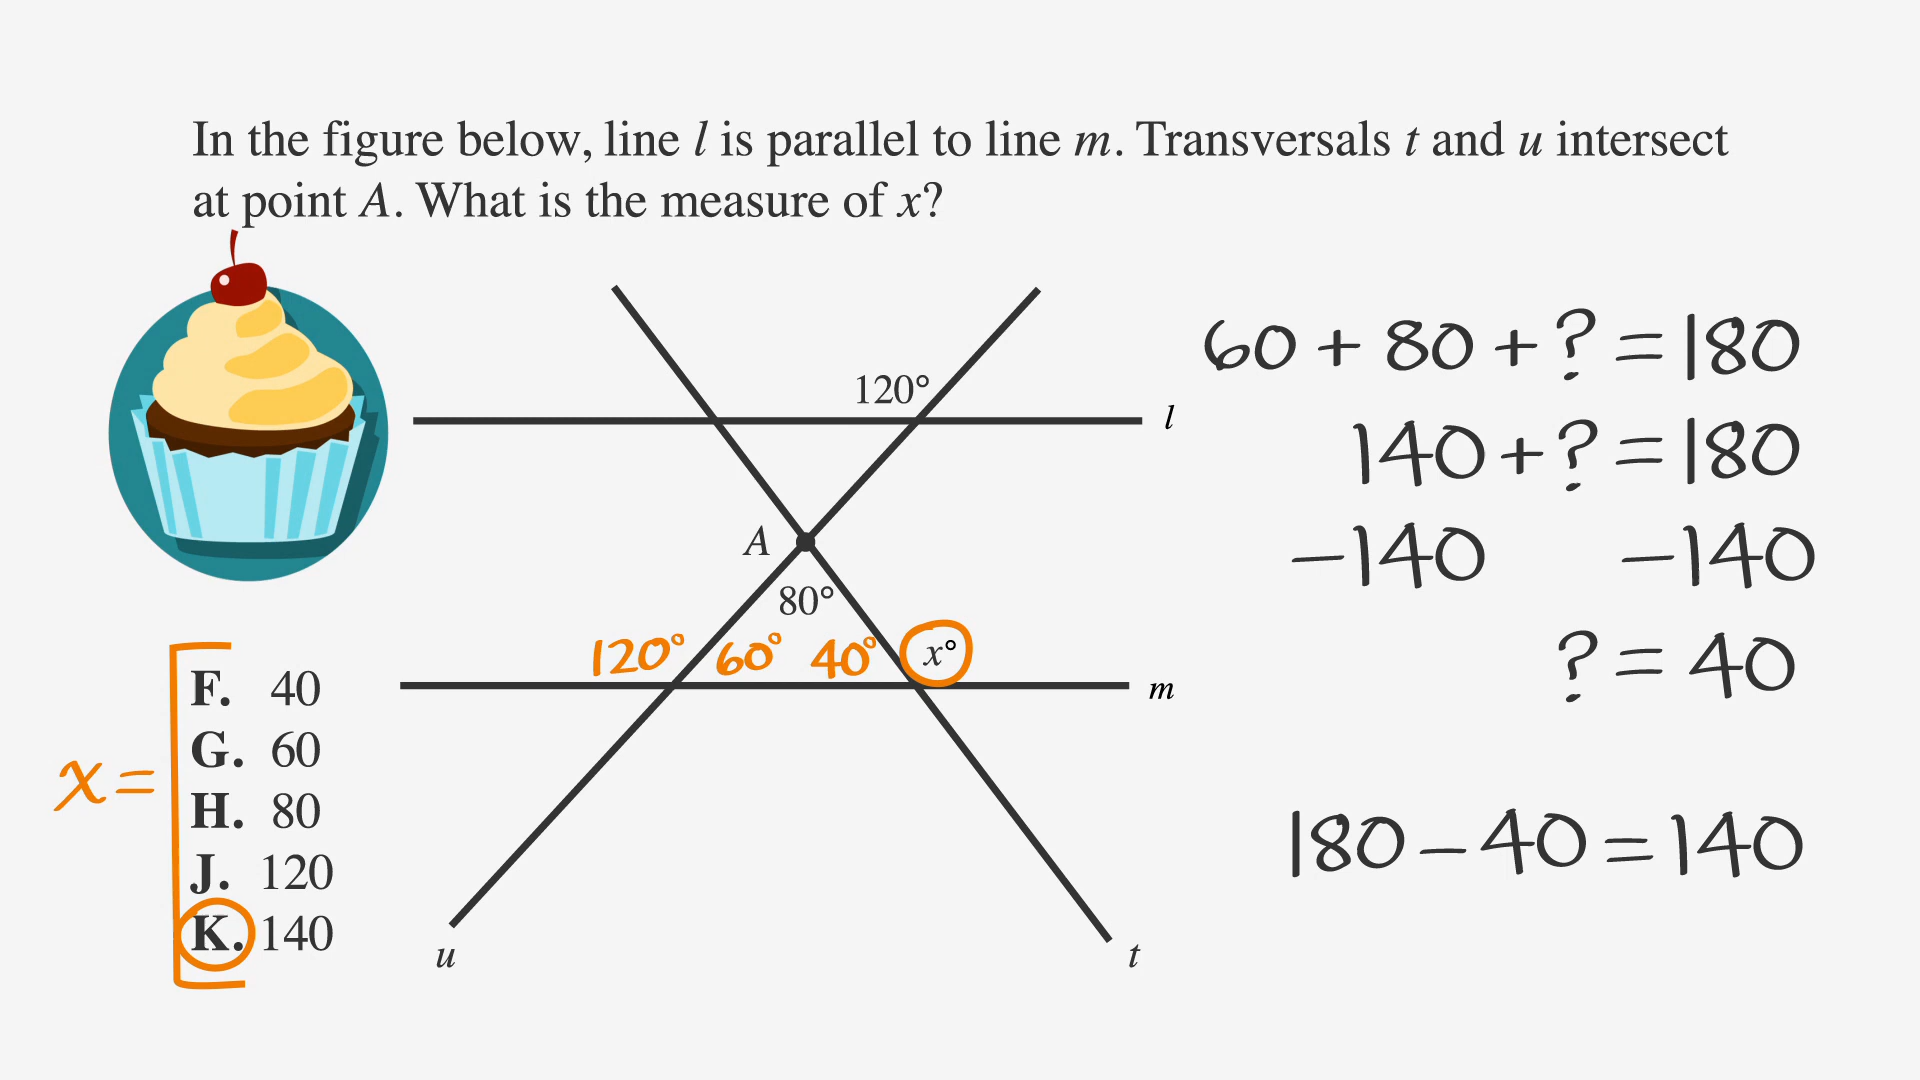 In the figure below, line l is parallel to line m. Transversals t and u intersect
at point A. What is the measure of x?
120°
l
A
80°
120° 60° 40° x°
m
u
t
x =
F. 40
G. 60
H. 80
J. 120
K. 140
60 + 80 + ? = 180
140 + ? = 180
-140 -140
? = 40
180 - 40 = 140